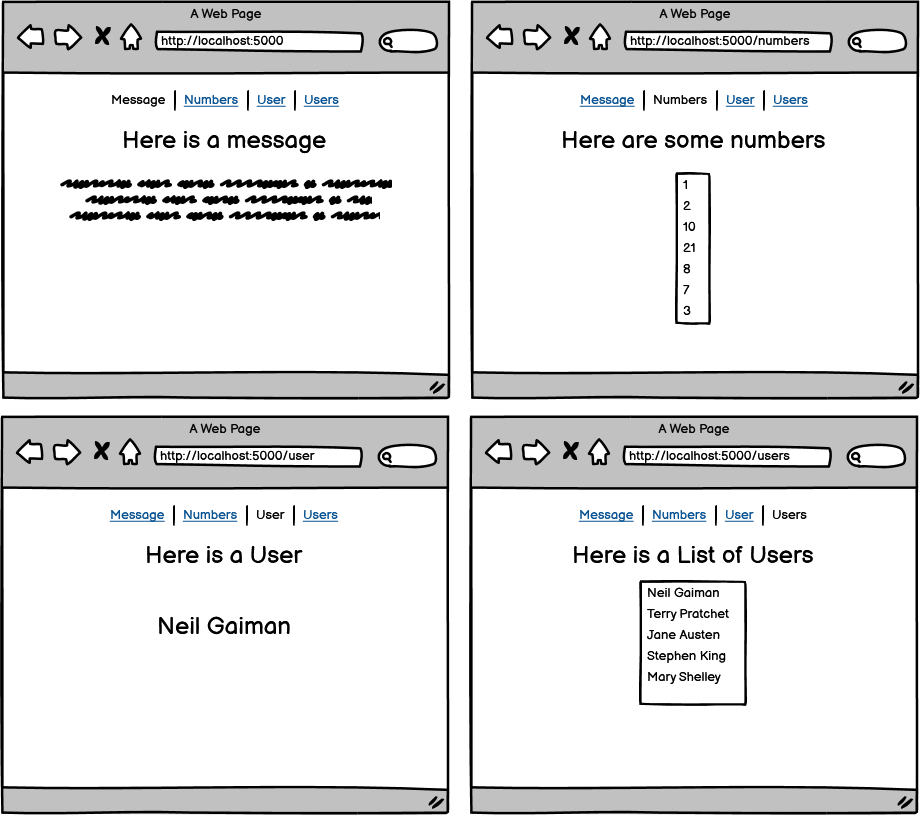 A Web Page
http://localhost:5000
Message | Numbers | User | Users
Here is a message
A Web Page
http://localhost:5000/numbers
Message | Numbers | User | Users
Here are some numbers
1
2
10
21
8
7
3
A Web Page
http://localhost:5000/user
Message | Numbers | User | Users
Here is a User
Neil Gaiman
A Web Page
http://localhost:5000/users
Message | Numbers | User | Users
Here is a List of Users
Neil Gaiman
Terry Pratchet
Jane Austen
Stephen King
Mary Shelley